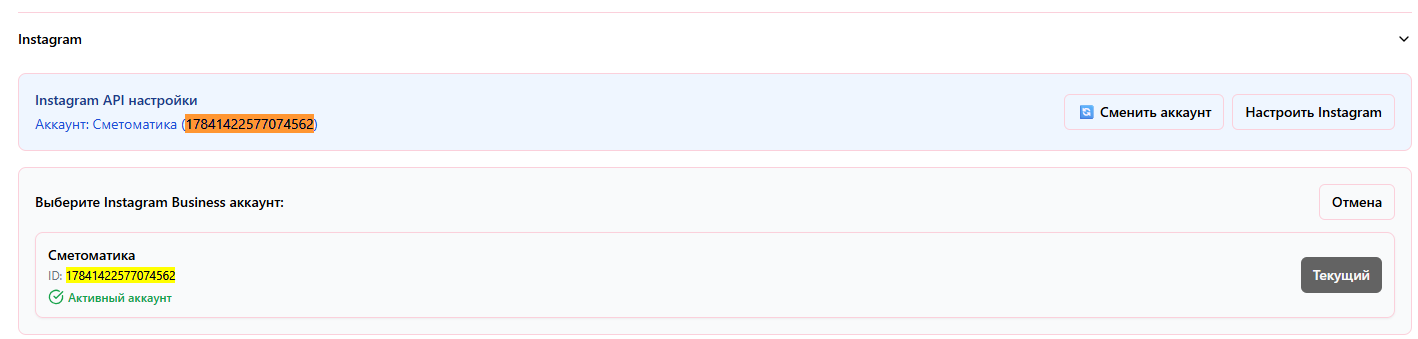 Instagram
Instagram API настройки
Аккаунт: Сметоматика (17841422577074562)
Сменить аккаунт
Настроить Instagram
Выберите Instagram Business аккаунт:
Отмена
Сметоматика
ID: 17841422577074562
Активный аккаунт
Текущий